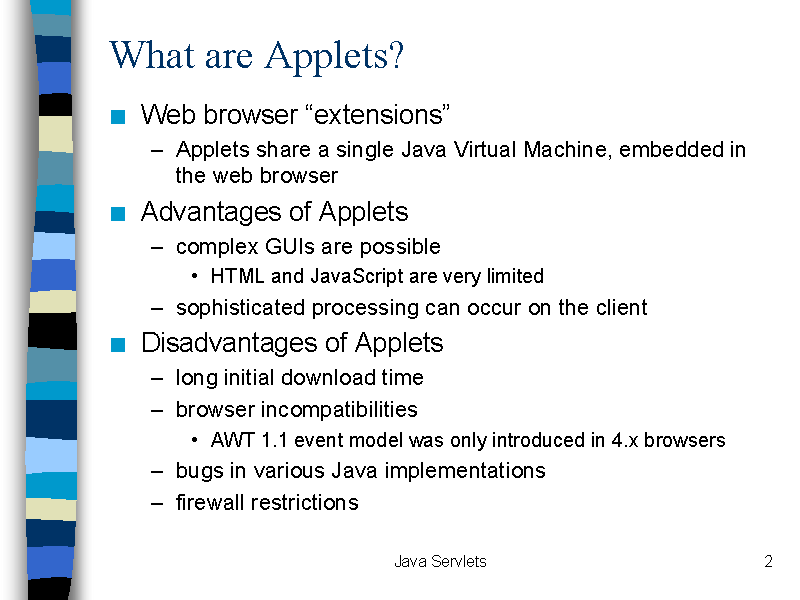 What are Applets?
■ Web browser “extensions”
– Applets share a single Java Virtual Machine, embedded in
the web browser
■ Advantages of Applets
– complex GUIs are possible
• HTML and JavaScript are very limited
– sophisticated processing can occur on the client
■ Disadvantages of Applets
– long initial download time
– browser incompatibilities
• AWT 1.1 event model was only introduced in 4.x browsers
– bugs in various Java implementations
– firewall restrictions
Java Servlets
2